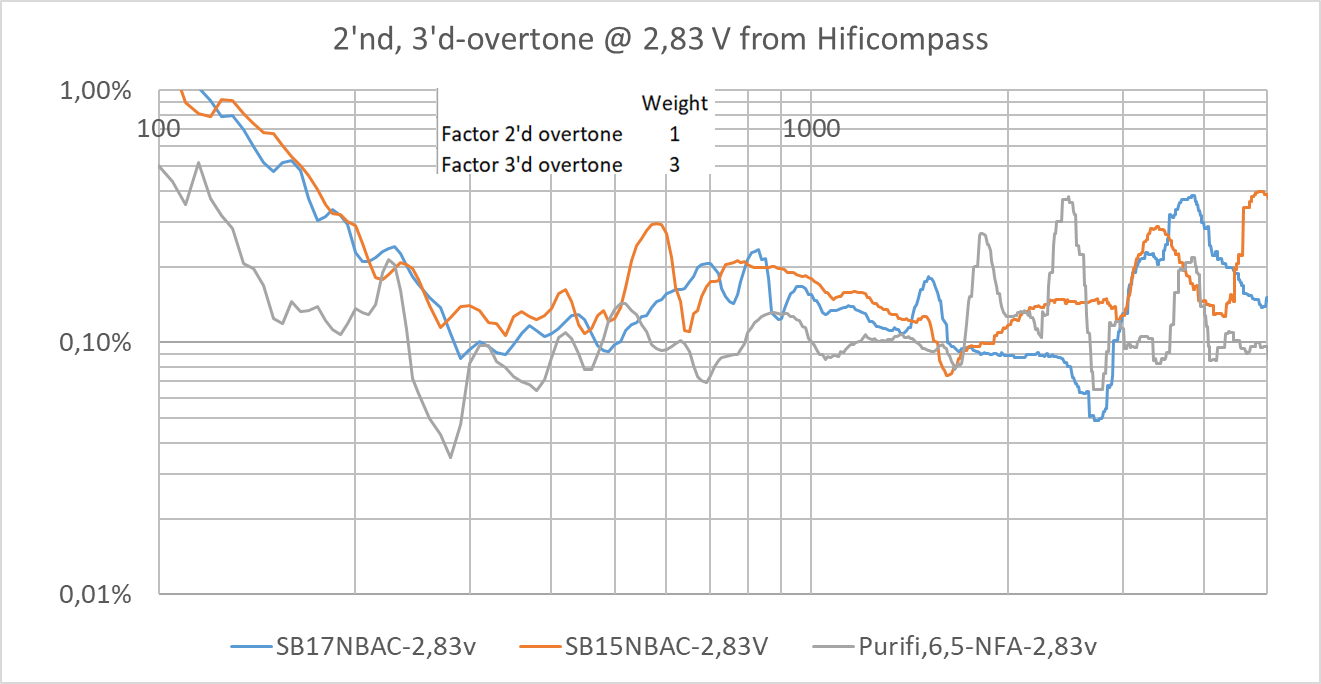 2'nd, 3'd-overtone @ 2,83 V from Hificompass
1,00%
Weight
100
1000
Factor 2'd overtone 1
Factor 3'd overtone 3
0,10%
0,01%
SB17NBAC-2,83v SB15NBAC-2,83V Purifi,6,5-NFA-2,83v